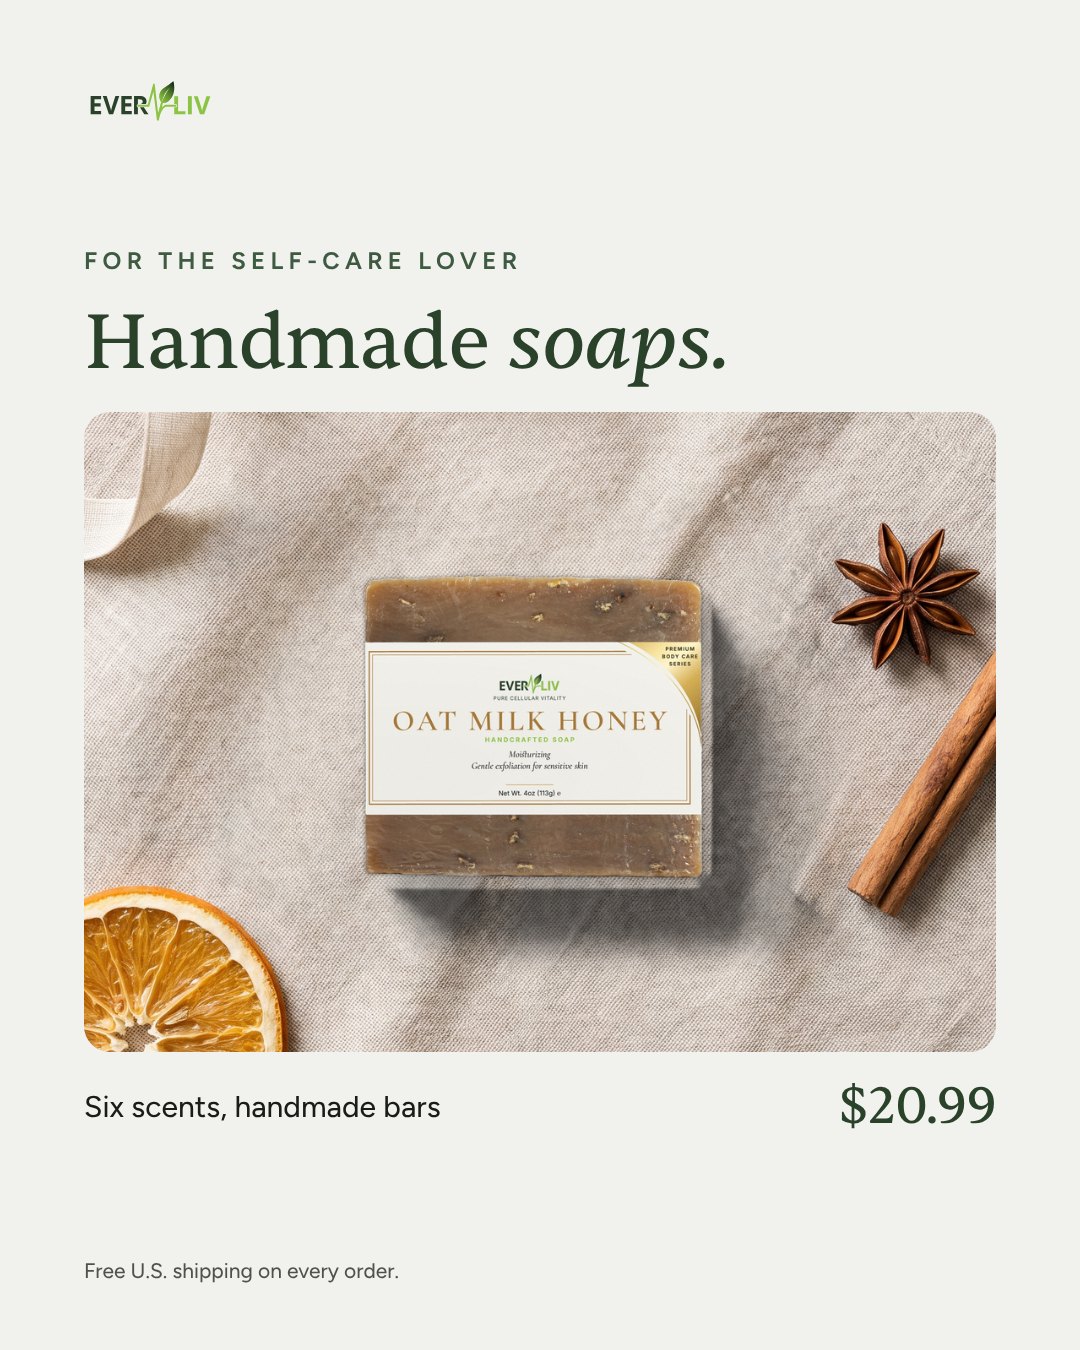 EVERLIV
FOR THE SELF-CARE LOVER
Handmade soaps.
PREMIUM
BODY CARE
SERIES
EVERLIV
PURE CELLULAR VITALITY
OAT MILK HONEY
HANDCRAFTED SOAP
Moisturizing
Gentle exfoliation for sensitive skin
Net Wt. 4oz (113g) e
Six scents, handmade bars
$20.99
Free U.S. shipping on every order.